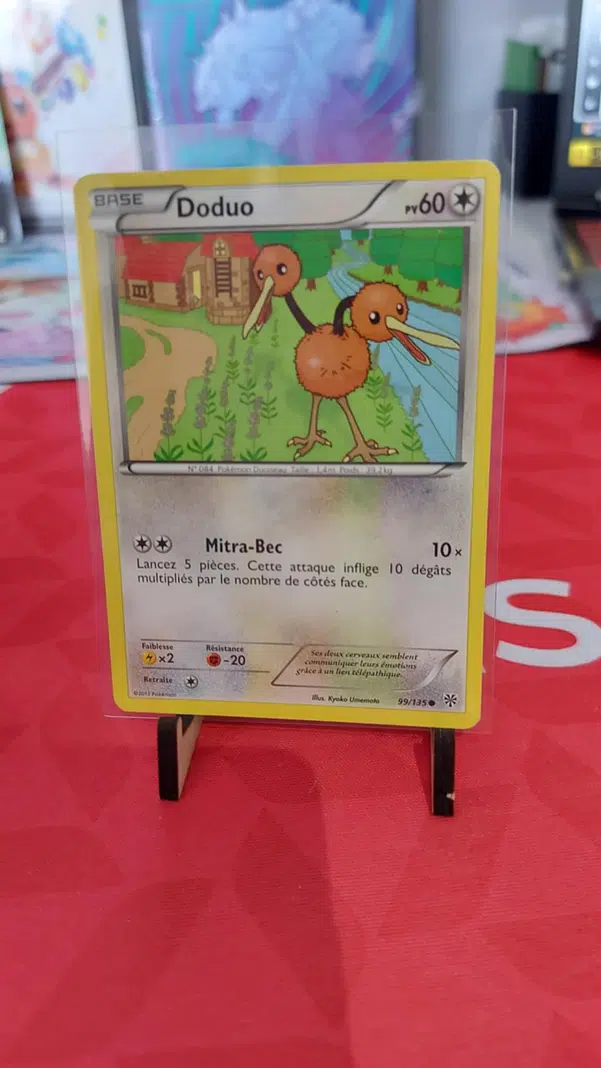 BASE
Doduo
PV60
N° 084 Pokémon Duoiseau Taille : 1,4 m Poids : 39,2 kg
Mitra-Bec 10×
Lancez 5 pièces. Cette attaque inflige 10 dégâts
multipliés par le nombre de côtés face.
Faiblesse
×2
Résistance
-20
Retraite
Ses deux cerveaux semblent
communiquer leurs émotions
grâce à un lien télépathique.
Illus. Kyoko Umemoto
99/135
S